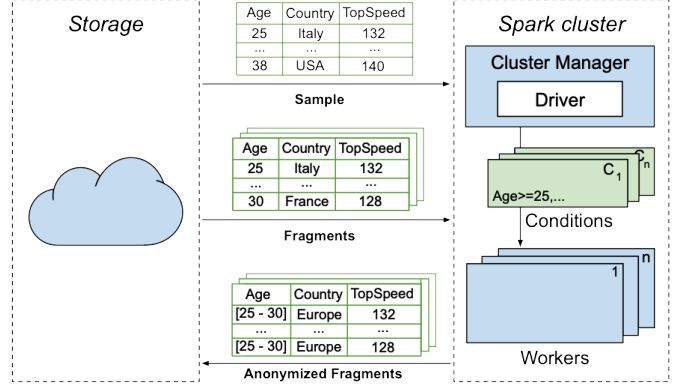 Storage
Age Country TopSpeed
25 Italy 132
... ... ...
38 USA 140
Sample
Age Country TopSpeed
25 Italy 132
... ... ...
30 France 128
Fragments
Age Country TopSpeed
[25 - 30] Europe 132
... ... ...
[25 - 30] Europe 128
Anonymized Fragments
Spark cluster
Cluster Manager
Driver
Cn
C1
Age>=25,...
Conditions
n
1
Workers